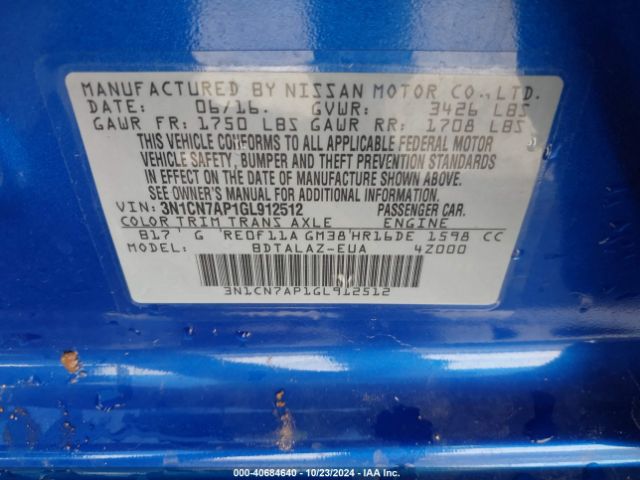 MANUFACTURED BY NISSAN MOTOR CO., LTD.
DATE: 06/16. GVWR: 3426 LBS
GAWR FR: 1750 LBS GAWR RR: 1708 LBS
THIS VEHICLE CONFORMS TO ALL APPLICABLE FEDERAL MOTOR
VEHICLE SAFETY, BUMPER AND THEFT PREVENTION STANDARDS
IN EFFECT ON THE DATE OF MANUFACTURE SHOWN ABOVE.
SEE OWNER'S MANUAL FOR ADDITIONAL INFORMATION.
VIN: 3N1CN7AP1GL912512 PASSENGER CAR.
COLOR TRIM TRANS AXLE ENGINE
B17 G RE0F11A GM38 HR16DE 1598 CC
MODEL: BDTALAZ-EUA 4Z000
3N1CN7AP1GL912512
000-40684640 - 10/23/2024 - IAA Inc.